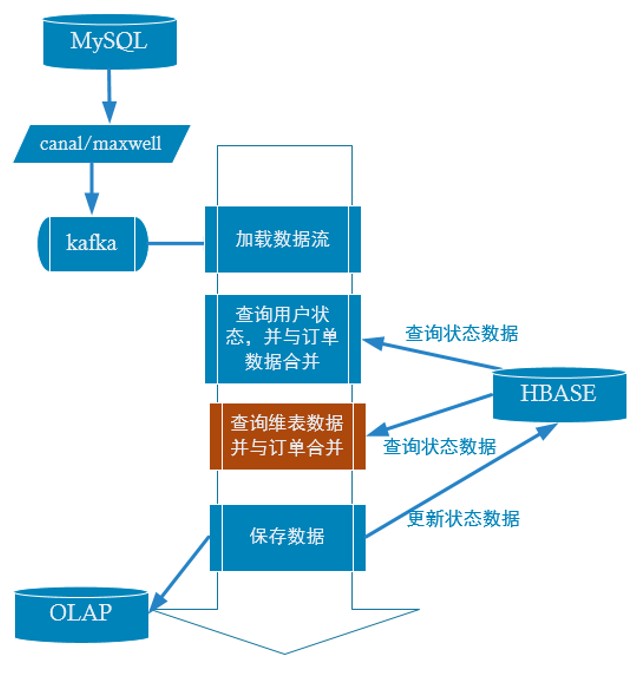 MySQL
canal/maxwell
kafka
加载数据流
查询用户状
态，并与订单
数据合并
查询状态数据
HBASE
查询维表数据
并与订单合并
查询状态数据
保存数据
更新状态数据
OLAP